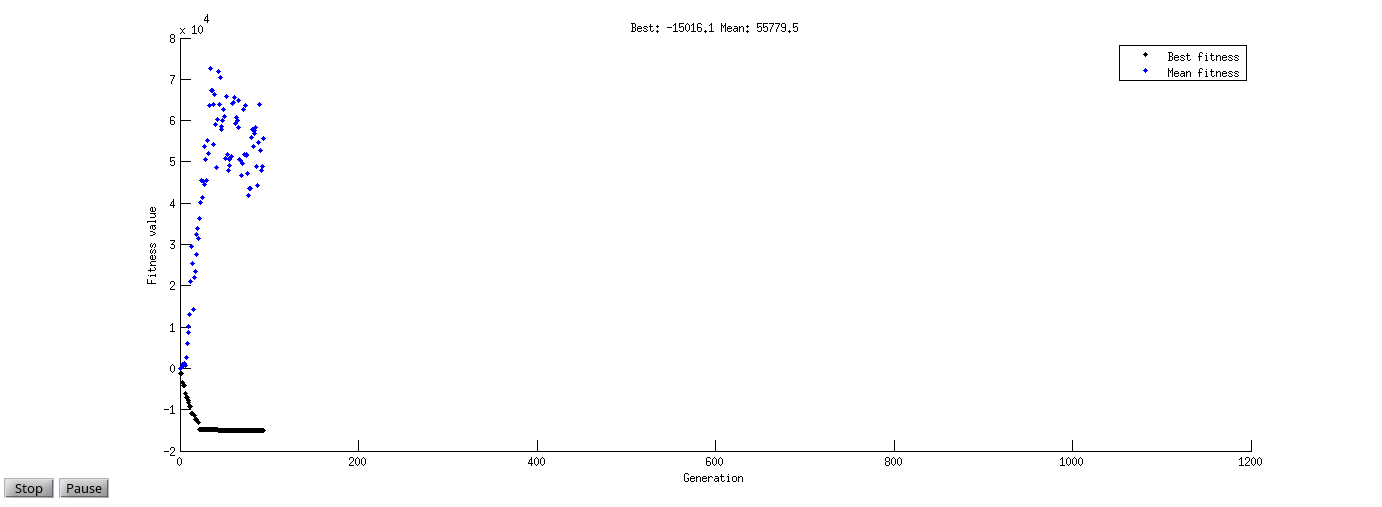 x 10
4
Best: -15016.1 Mean: 55779.5
8
7
6
5
4
3
2
1
0
-1
-2
Fitness value
Best fitness
Mean fitness
0
200
400
600
800
1000
1200
Generation
Stop
Pause